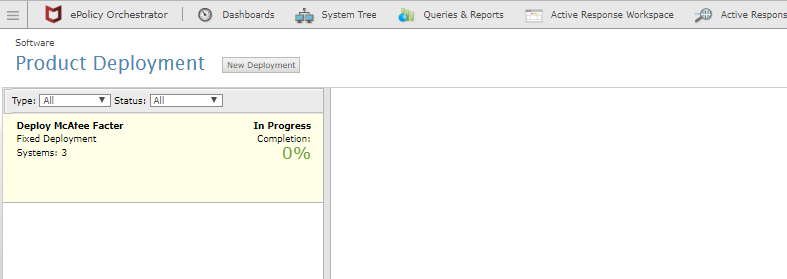 ePolicy Orchestrator Dashboards System Tree Queries & Reports Active Response Workspace Active Respons
Software
Product Deployment New Deployment
Type: All Status: All
Deploy McAfee Facter In Progress
Fixed Deployment Completion:
Systems: 3 0%